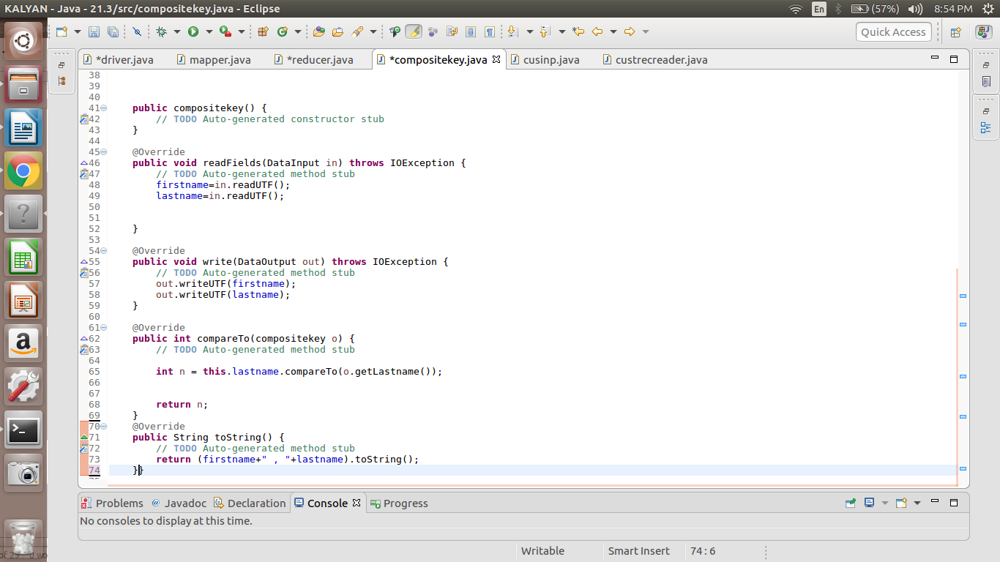 KALYAN - Java - 21.3/src/compositekey.java - Eclipse
En (57%) 8:54 PM
Quick Access
*driver.java mapper.java *reducer.java *compositekey.java cusinp.java custrecreader.java
38
39
40
41 public compositekey() {
42 // TODO Auto-generated constructor stub
43 }
44
45 @Override
46 public void readFields(DataInput in) throws IOException {
47 // TODO Auto-generated method stub
48 firstname=in.readUTF();
49 lastname=in.readUTF();
50
51
52 }
53
54 @Override
55 public void write(DataOutput out) throws IOException {
56 // TODO Auto-generated method stub
57 out.writeUTF(firstname);
58 out.writeUTF(lastname);
59 }
60
61 @Override
62 public int compareTo(compositekey o) {
63 // TODO Auto-generated method stub
64
65 int n = this.lastname.compareTo(o.getLastname());
66
67
68 return n;
69 }
70 @Override
71 public String toString() {
72 // TODO Auto-generated method stub
73 return (firstname+" , "+lastname).toString();
74 }}
Problems Javadoc Declaration Console Progress
No consoles to display at this time.
Writable Smart Insert 74 : 6